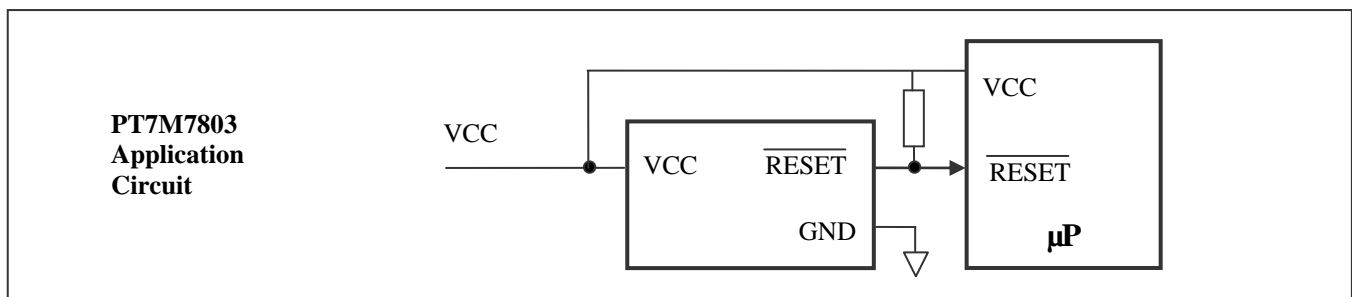 PT7M7803
Application
Circuit
VCC
VCC
RESET
GND
VCC
RESET
µP